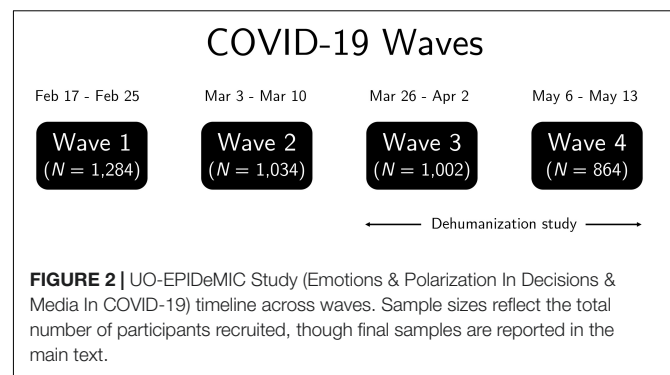 COVID-19 Waves
Feb 17 - Feb 25
Mar 3 - Mar 10
Mar 26 - Apr 2
May 6 - May 13
Wave 1
(N = 1,284)
Wave 2
(N = 1,034)
Wave 3
(N = 1,002)
Wave 4
(N = 864)
Dehumanization study
FIGURE 2 | UO-EPIDeMIC Study (Emotions & Polarization In Decisions &
Media In COVID-19) timeline across waves. Sample sizes reflect the total
number of participants recruited, though final samples are reported in the
main text.